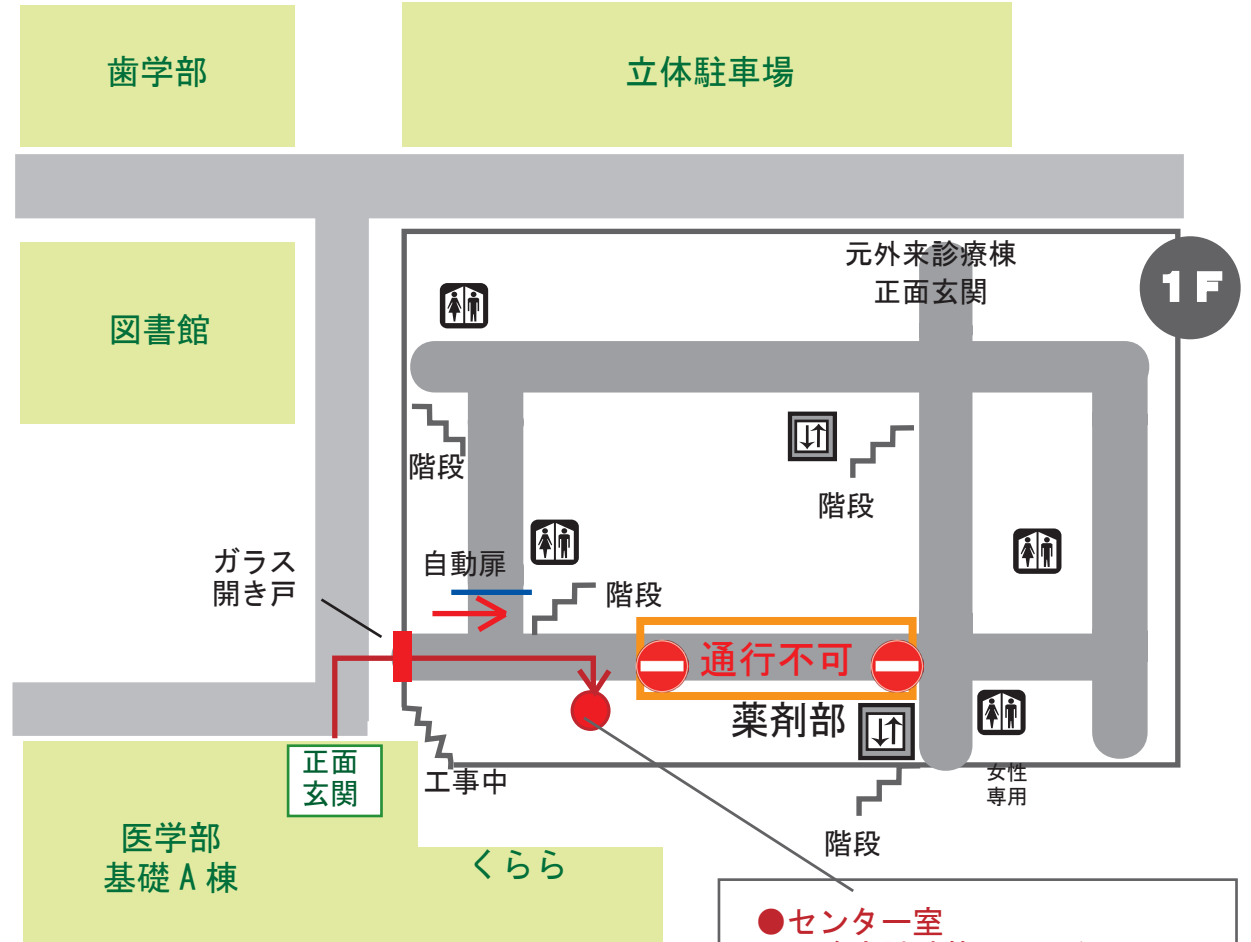 歯学部
立体駐車場
元外来診療棟
正面玄関
1F
図書館
階段
階段
ガラス
開き戸
自動扉
階段
通行不可
薬剤部
正面
玄関
工事中
女性
専用
医学部
基礎A棟
くらら
階段
●センター室